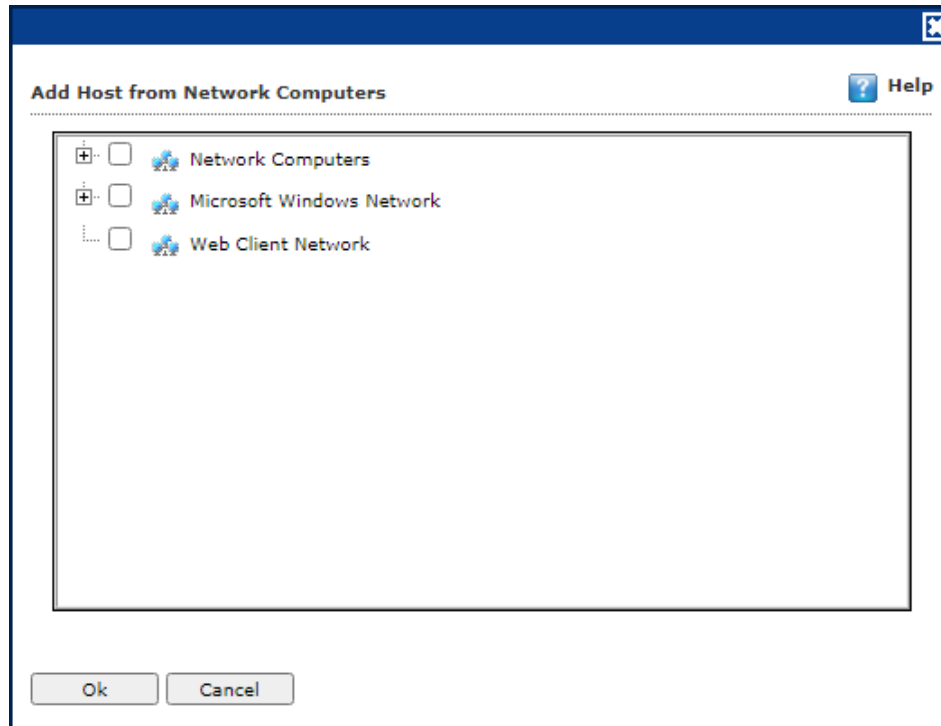 Add Host from Network Computers
Help
Network Computers
Microsoft Windows Network
Web Client Network
Ok
Cancel